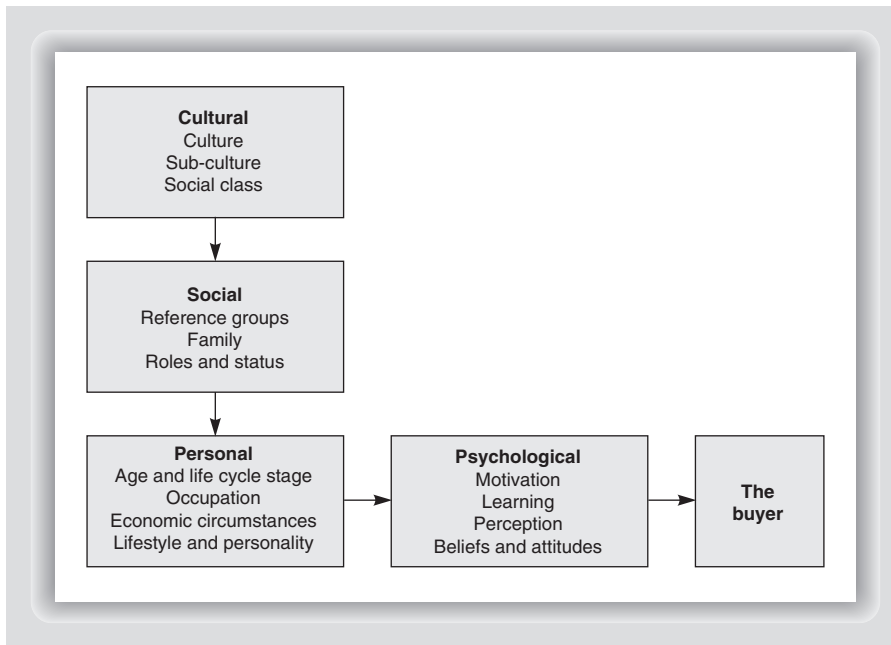 Cultural
Culture
Sub-culture
Social class
Social
Reference groups
Family
Roles and status
Personal
Age and life cycle stage
Occupation
Economic circumstances
Lifestyle and personality
Psychological
Motivation
Learning
Perception
Beliefs and attitudes
The
buyer